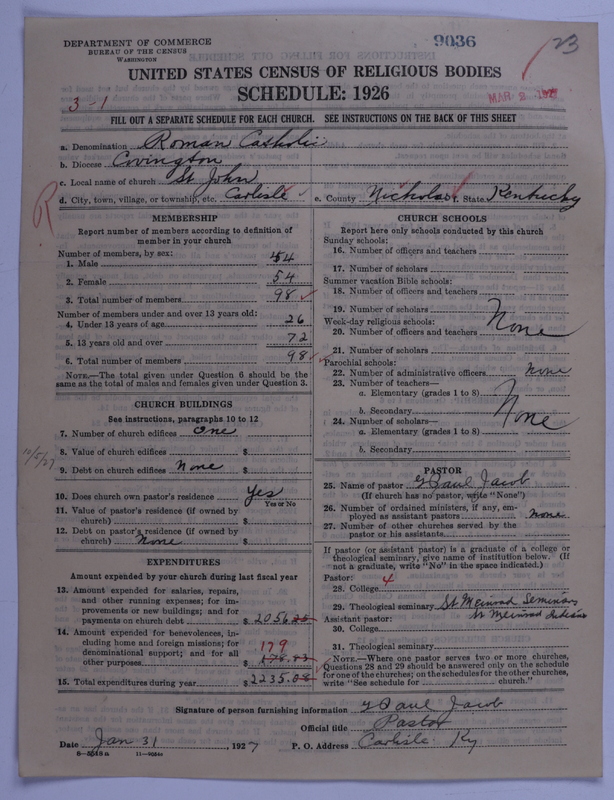 DEPARTMENT OF COMMERCE
BUREAU OF THE CENSUS
WASHINGTON
9036
23
UNITED STATES CENSUS OF RELIGIOUS BODIES
SCHEDULE: 1926
MAR 2 1927
3-1
FILL OUT A SEPARATE SCHEDULE FOR EACH CHURCH. SEE INSTRUCTIONS ON THE BACK OF THIS SHEET
a. Denomination Roman Catholic
b. Diocese Covington
c. Local name of church St John
d. City, town, village, or township, etc. Carlisle e. County Nicholas f. State Kentucky
R
MEMBERSHIP
Report number of members according to definition of
member in your church
Number of members, by sex:
1. Male 44
2. Female 54
3. Total number of members 98
Number of members under and over 13 years old:
4. Under 13 years of age 26
5. 13 years old and over 72
6. Total number of members 98
NOTE.—The total given under Question 6 should be
the same as the total of males and females given under Question 3.
CHURCH BUILDINGS
See instructions, paragraphs 10 to 12
7. Number of church edifices One
8. Value of church edifices $
10/5/27
9. Debt on church edifices None $
10. Does church own pastor's residence Yes
Yes or No
11. Value of pastor's residence (if owned by
church) $
12. Debt on pastor's residence (if owned by
church) None $
EXPENDITURES
Amount expended by your church during last fiscal year
13. Amount expended for salaries, repairs,
and other running expenses; for im-
provements or new buildings; and for
payments on church debt $ 2056.25
14. Amount expended for benevolences, in-
cluding home and foreign missions; for
denominational support; and for all
other purposes $ 178.83
179
15. Total expenditures during year $ 2235.08
CHURCH SCHOOLS
Report here only schools conducted by this church
Sunday schools:
16. Number of officers and teachers
17. Number of scholars
Summer vacation Bible schools:
18. Number of officers and teachers
19. Number of scholars
Week-day religious schools:
None
20. Number of officers and teachers
21. Number of scholars
Parochial schools:
22. Number of administrative officers None
23. Number of teachers—
a. Elementary (grades 1 to 8)
b. Secondary
None
24. Number of scholars—
a. Elementary (grades 1 to 8)
b. Secondary
PASTOR
25. Name of pastor Paul Jacob
(If church has no pastor, write "None")
26. Number of ordained ministers, if any, em-
ployed as assistant pastors None
27. Number of other churches served by the
pastor or his assistants
If pastor (or assistant pastor) is a graduate of a college or
theological seminary, give name of institution below. (If
not a graduate, write "No" in the space indicated.)
Pastor: 4
28. College
29. Theological seminary St Meinrad Seminary
St Meinrad Indiana
Assistant pastor:
30. College
31. Theological seminary
NOTE.—Where one pastor serves two or more churches,
Questions 28 and 29 should be answered only on the schedule
for one of the churches; on the schedules for the other churches,
write "See schedule for church."
Signature of person furnishing information Paul Jacob
Official title Pastor
Date Jan 31, 1927 P. O. Address Carlisle Ky